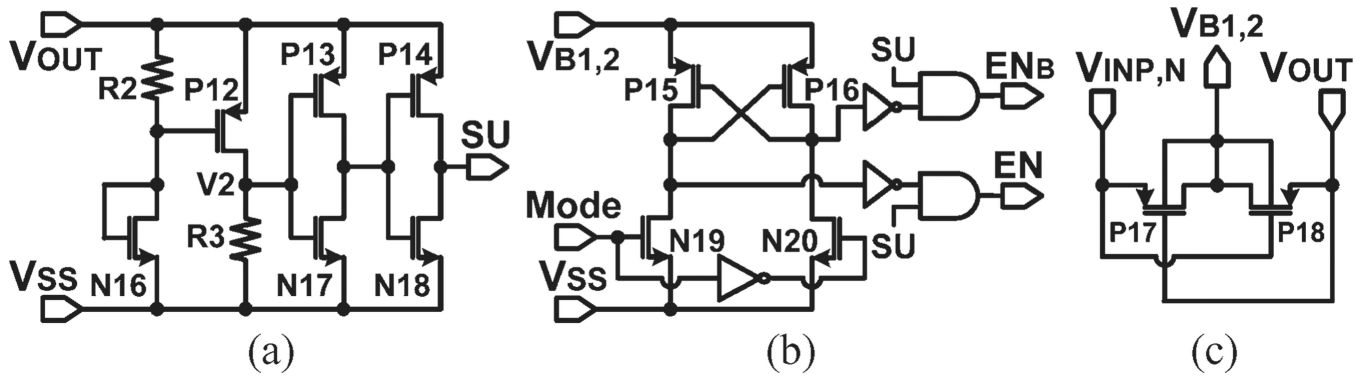 VOUT
R2
P12
P13
P14
SU
V2
R3
VSS
N16
N17
N18
(a)
VB1,2
P15
P16
SU
ENB
EN
SU
Mode
N19
N20
VSS
(b)
VB1,2
VINP,N
VOUT
P17
P18
(c)